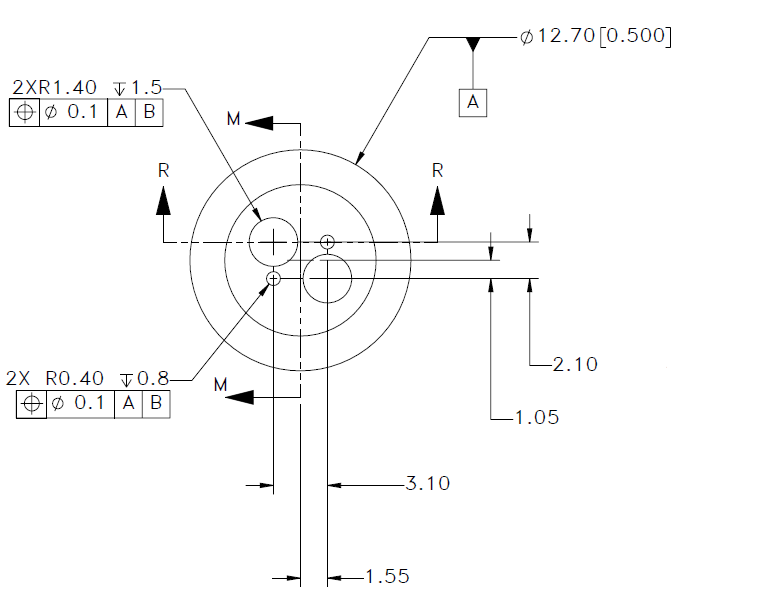 ⌀12.70[0.500]
2XR1.40 ↧1.5
⌖ ⌀ 0.1 A B
A
M
R R
2.10
2X R0.40 ↧0.8
⌖ ⌀ 0.1 A B
M
1.05
3.10
1.55